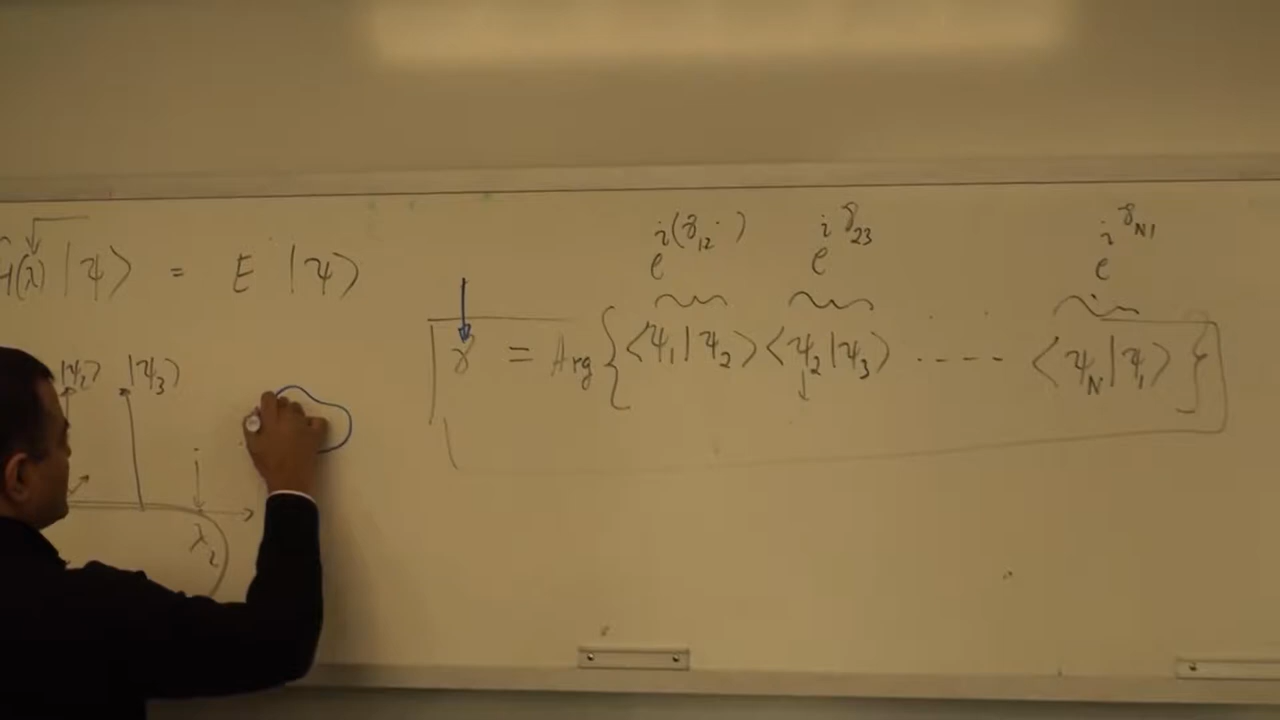 Ĥ(λ) |ψ⟩ = E |ψ⟩
|ψ₂⟩ |ψ₃⟩
λ₂
e^{i(γ₁₂)} e^{iγ₂₃} e^{iγ_{N1}}
γ = Arg {⟨ψ₁|ψ₂⟩⟨ψ₂|ψ₃⟩ ..... ⟨ψ_N|ψ₁⟩}